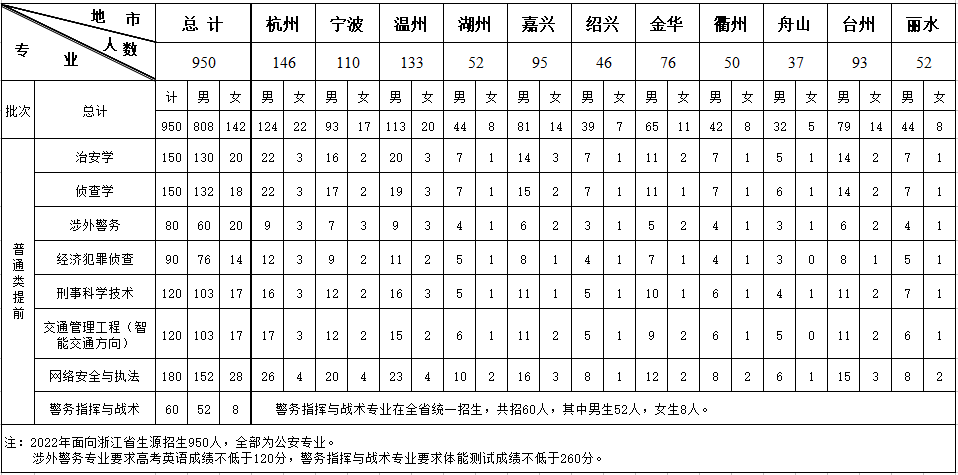 地 市
人 数
专 业
总 计 杭州 宁波 温州 湖州 嘉兴 绍兴 金华 衢州 舟山 台州 丽水
950 146 110 133 52 95 46 76 50 37 93 52
批次 总计 计 男 女 男 女 男 女 男 女 男 女 男 女 男 女 男 女 男 女 男 女 男 女 男 女
950 808 142 124 22 93 17 113 20 44 8 81 14 39 7 65 11 42 8 32 5 79 14 44 8
普通类提前
治安学 150 130 20 22 3 16 2 20 3 7 1 14 3 7 1 11 2 7 1 5 1 14 2 7 1
侦查学 150 132 18 22 3 17 2 19 3 7 1 15 2 7 1 11 1 7 1 6 1 14 2 7 1
涉外警务 80 60 20 9 3 7 3 9 3 4 1 6 2 3 1 5 2 4 1 3 1 6 2 4 1
经济犯罪侦查 90 76 14 12 3 9 2 11 2 5 1 8 1 4 1 7 1 4 1 3 0 8 1 5 1
刑事科学技术 120 103 17 16 3 12 2 16 3 5 1 11 1 5 1 10 1 6 1 4 1 11 2 7 1
交通管理工程（智
能交通方向） 120 103 17 17 3 12 2 15 2 6 1 11 2 5 1 9 2 6 1 5 0 11 2 6 1
网络安全与执法 180 152 28 26 4 20 4 23 4 10 2 16 3 8 1 12 2 8 2 6 1 15 3 8 2
警务指挥与战术 60 52 8 警务指挥与战术专业在全省统一招生，共招60人，其中男生52人，女生8人。
注：2022年面向浙江省生源招生950人，全部为公安专业。
涉外警务专业要求高考英语成绩不低于120分，警务指挥与战术专业要求体能测试成绩不低于260分。